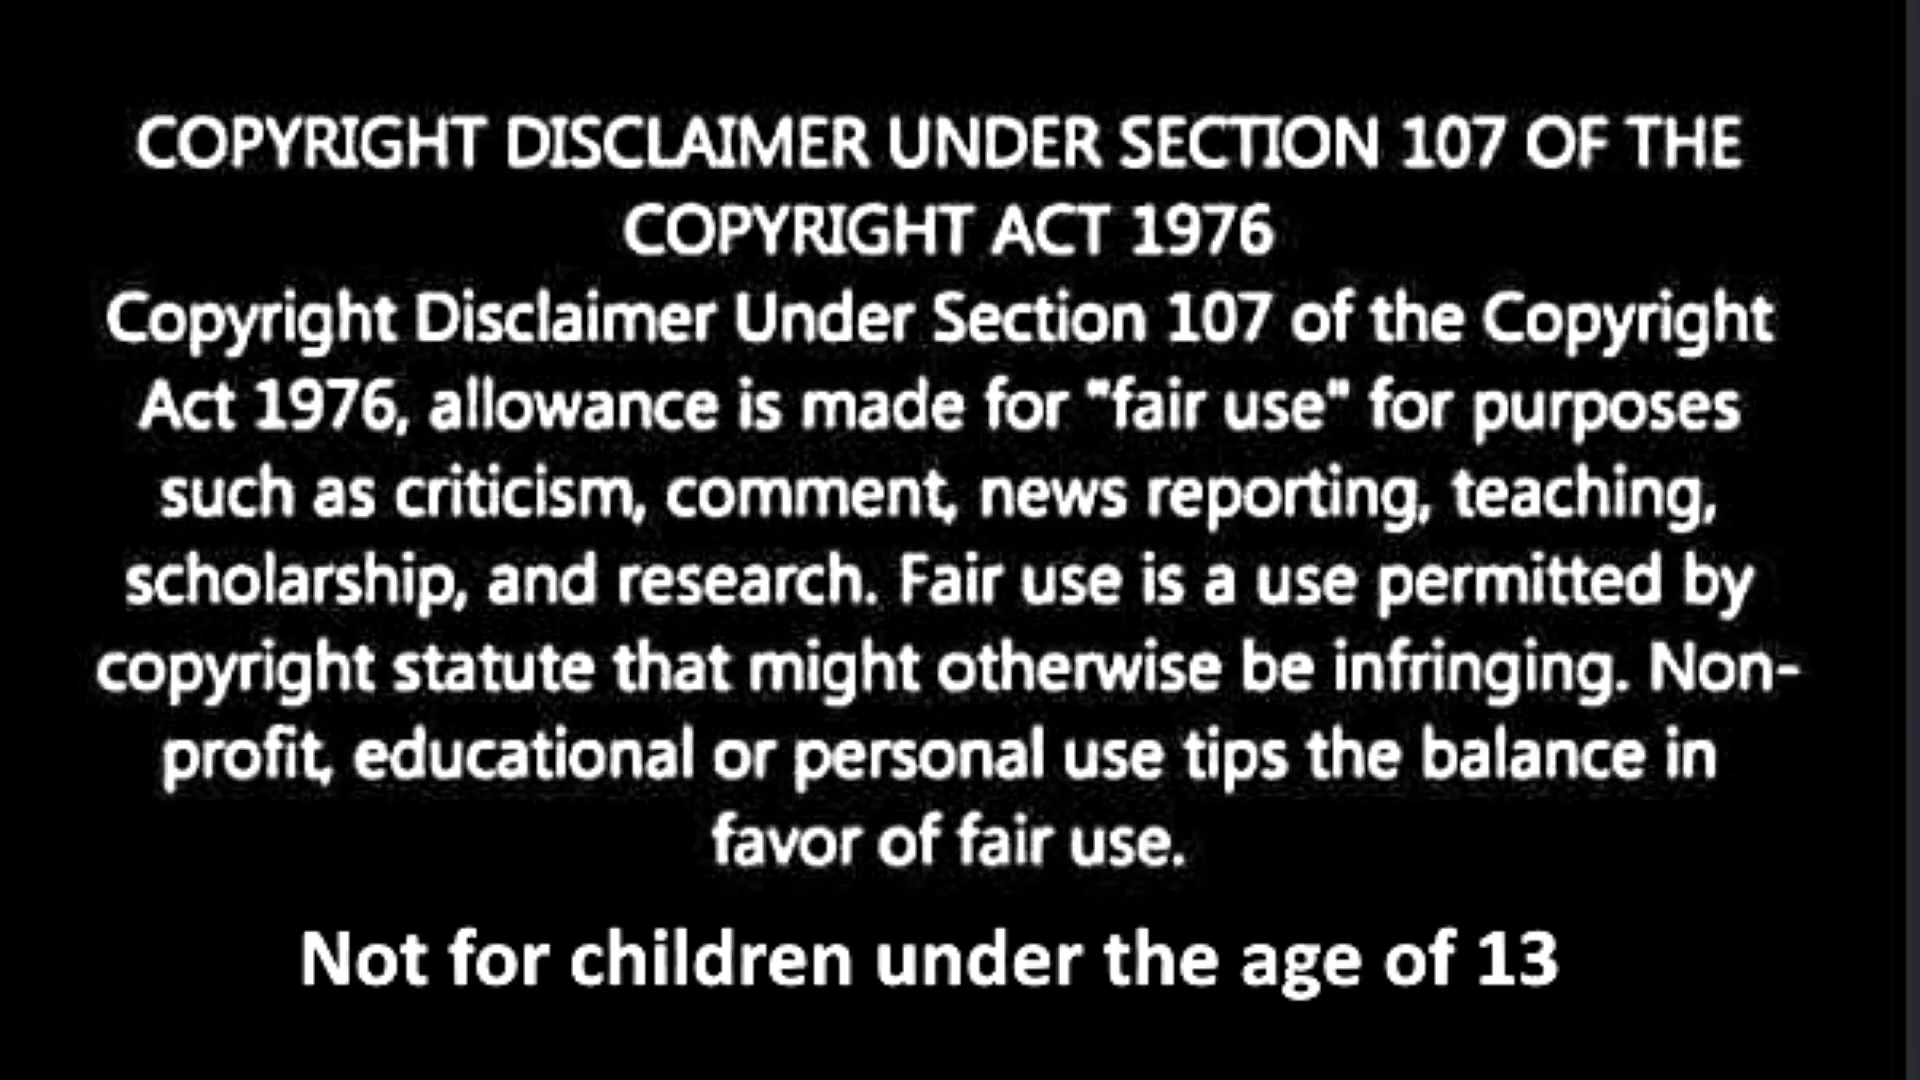 COPYRIGHT DISCLAIMER UNDER SECTION 107 OF THE
COPYRIGHT ACT 1976
Copyright Disclaimer Under Section 107 of the Copyright
Act 1976, allowance is made for "fair use" for purposes
such as criticism, comment, news reporting, teaching,
scholarship, and research. Fair use is a use permitted by
copyright statute that might otherwise be infringing. Non-
profit, educational or personal use tips the balance in
favor of fair use.
Not for children under the age of 13